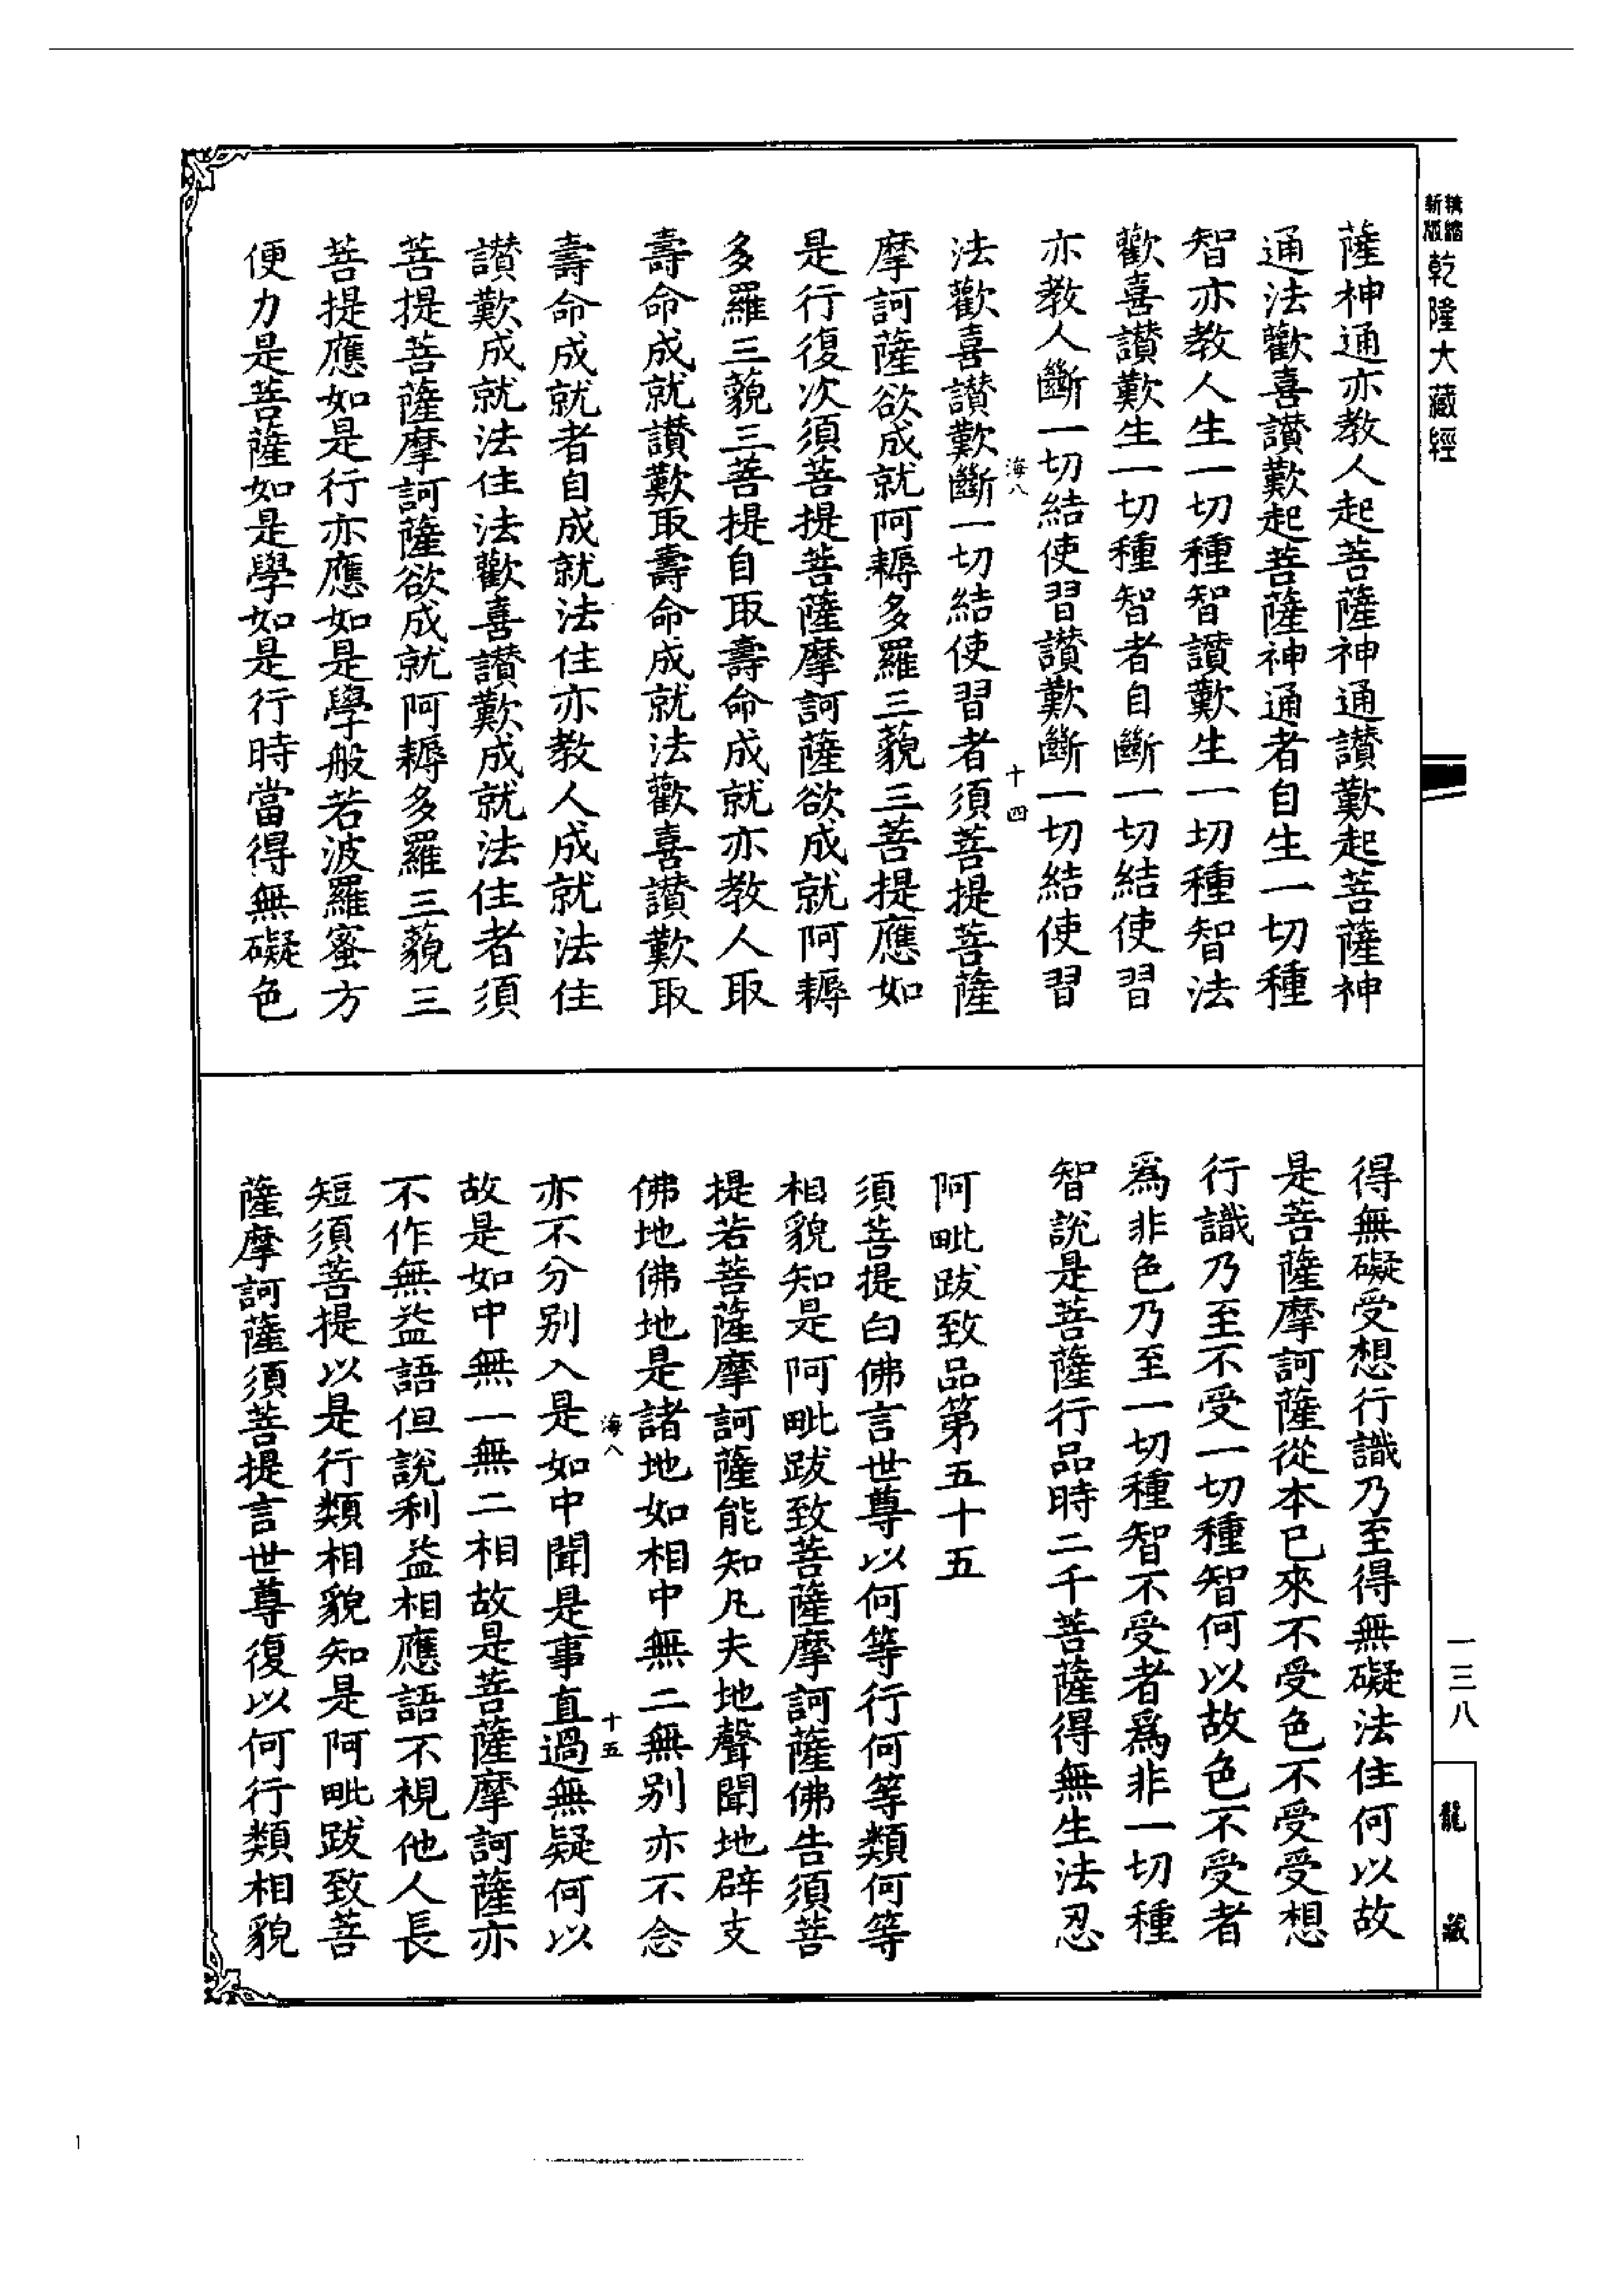 精縮新版
乾隆大藏經
薩神通亦教人起菩薩神通讃歎起菩薩神
通法歡喜讃歎起菩薩神通者自生一切種
智亦教人生一切種智讃歎生一切種智法
歡喜讃歎生一切種智者自斷一切結使習
亦教人斷一切結使習讃歎斷一切結使習
海八
十四
法歡喜讃歎斷一切結使習者須菩提菩薩
摩訶薩欲成就阿耨多羅三藐三菩提應如
是行復次須菩提菩薩摩訶薩欲成就阿耨
多羅三藐三菩提自取壽命成就亦教人取
壽命成就讃歎取壽命成就法歡喜讃歎取
壽命成就者自成就法住亦教人成就法住
讃歎成就法住法歡喜讃歎成就法住者須
菩提菩薩摩訶薩欲成就阿耨多羅三藐三
菩提應如是行亦應如是學般若波羅蜜方
便力是菩薩如是學如是行時當得無礙色
得無礙受想行識乃至得無礙法住何以故
是菩薩摩訶薩從本已來不受色不受受想
行識乃至不受一切種智何以故色不受者
爲非色乃至一切種智不受者爲非一切種
智說是菩薩行品時二千菩薩得無生法忍
阿毗跋致品第五十五
須菩提白佛言世尊以何等行何等類何等
相貌知是阿毗跋致菩薩摩訶薩佛告須菩
提若菩薩摩訶薩能知凡夫地聲聞地辟支
佛地佛地是諸地如相中無二無別亦不念
海八
十五
亦不分別入是如中聞是事直過無疑何以
故是如中無一無二相故是菩薩摩訶薩亦
不作無益語但說利益相應語不視他人長
短須菩提以是行類相貌知是阿毗跋致菩
薩摩訶薩須菩提言世尊復以何行類相貌
一三八
龍藏
1